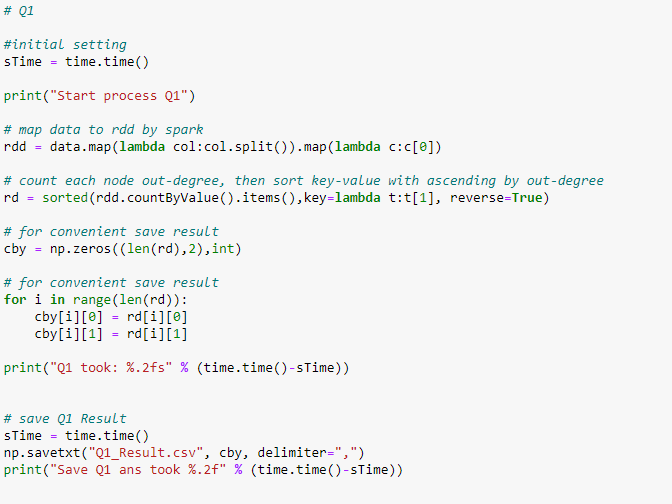 # Q1
#initial setting
sTime = time.time()
print("Start process Q1")
# map data to rdd by spark
rdd = data.map(lambda col:col.split()).map(lambda c:c[0])
# count each node out-degree, then sort key-value with ascending by out-degree
rd = sorted(rdd.countByValue().items(),key=lambda t:t[1], reverse=True)
# for convenient save result
cby = np.zeros((len(rd),2),int)
# for convenient save result
for i in range(len(rd)):
    cby[i][0] = rd[i][0]
    cby[i][1] = rd[i][1]
print("Q1 took: %.2fs" % (time.time()-sTime))
# save Q1 Result
sTime = time.time()
np.savetxt("Q1_Result.csv", cby, delimiter=",")
print("Save Q1 ans took %.2f" % (time.time()-sTime))